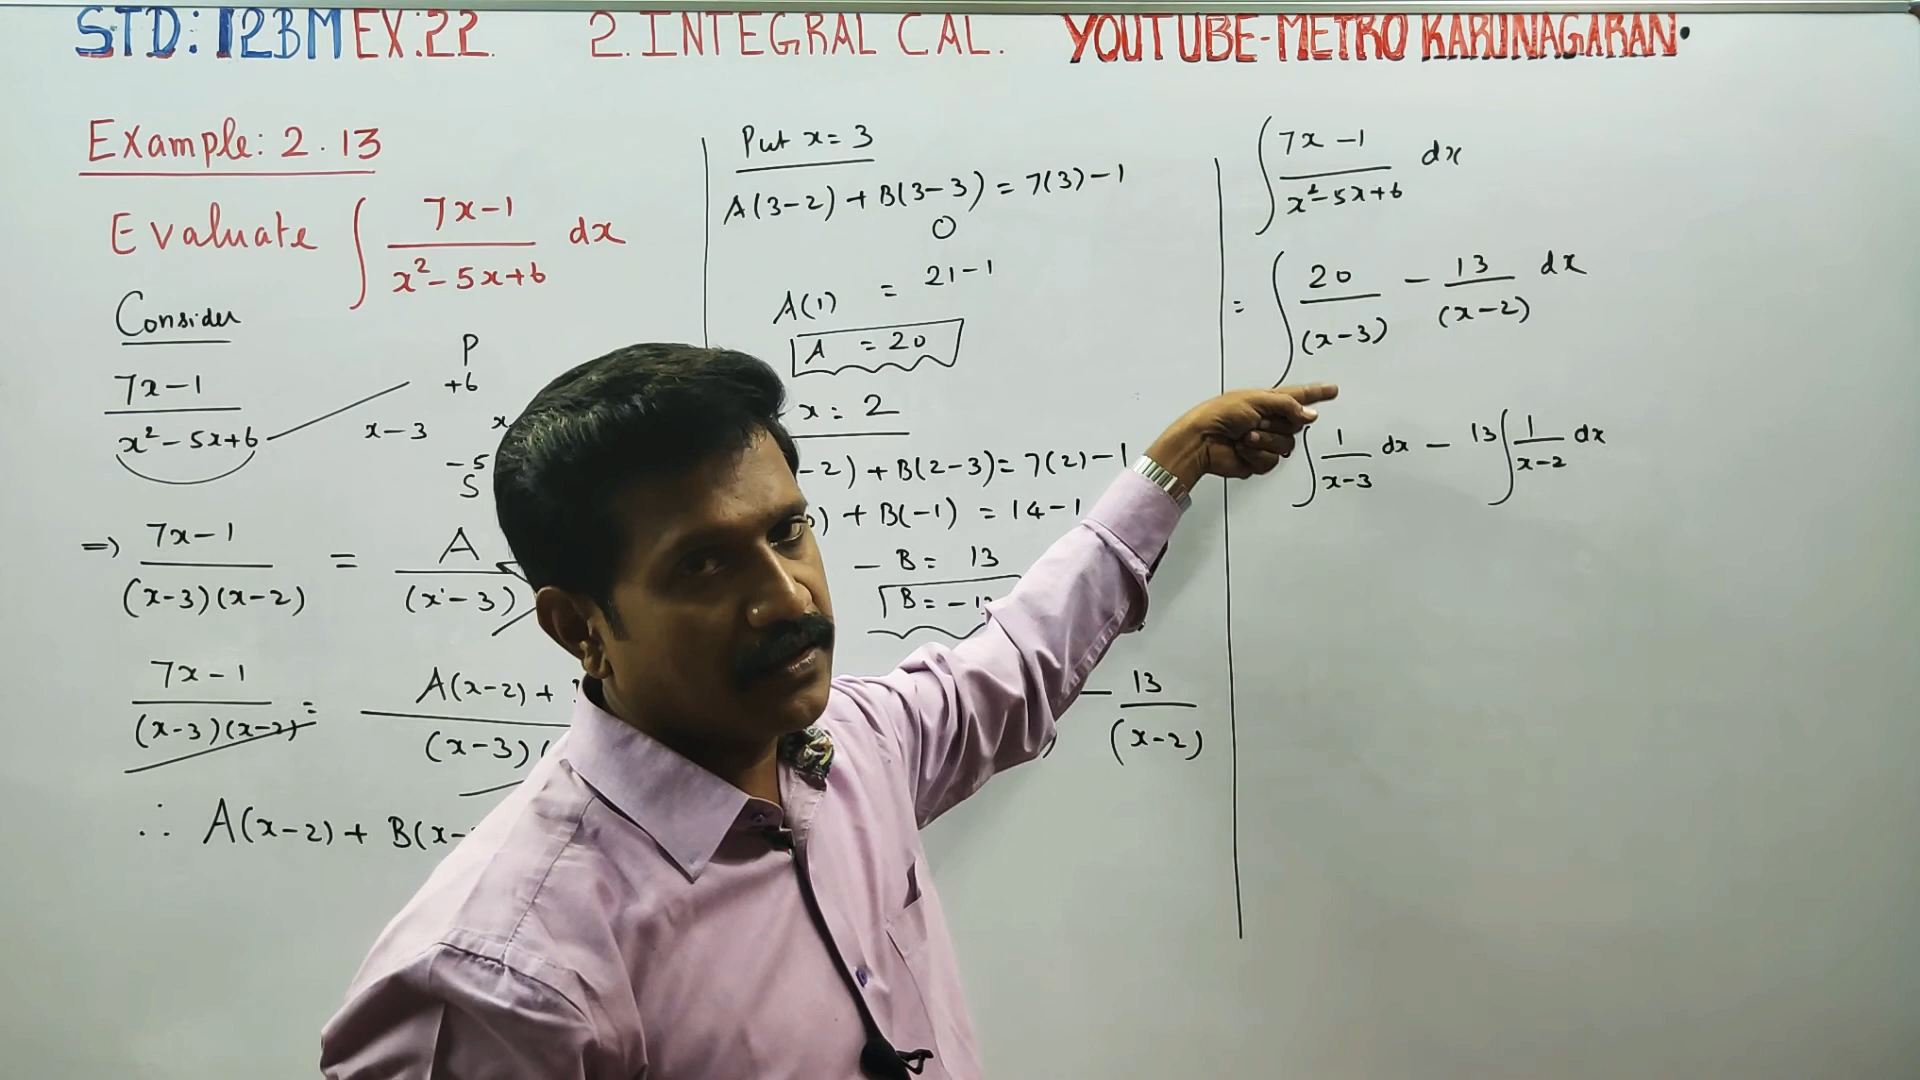 STD: 12BM EX:2.2. 2. INTEGRAL CAL. YOUTUBE-METRO KARUNAGARAN.
Example: 2.13
Evaluate ∫ 7x-1 / x²-5x+6 dx
Consider
7x-1 / x²-5x+6
P
+6
x-3 x
-5
S
=> 7x-1 / (x-3)(x-2) = A / (x-3)
7x-1 / (x-3)(x-2) = A(x-2) + / (x-3)(
∴ A(x-2) + B(x-
Put x = 3
A(3-2) + B(3-3) = 7(3)-1
0
A(1) = 21-1
A = 20
x = 2
-2) + B(2-3) = 7(2)-1
) + B(-1) = 14-1
- B = 13
B = -13
- 13 / (x-2)
∫ 7x-1 / x²-5x+6 dx
= ∫ 20 / (x-3) - 13 / (x-2) dx
∫ 1 / x-3 dx - 13 ∫ 1 / x-2 dx